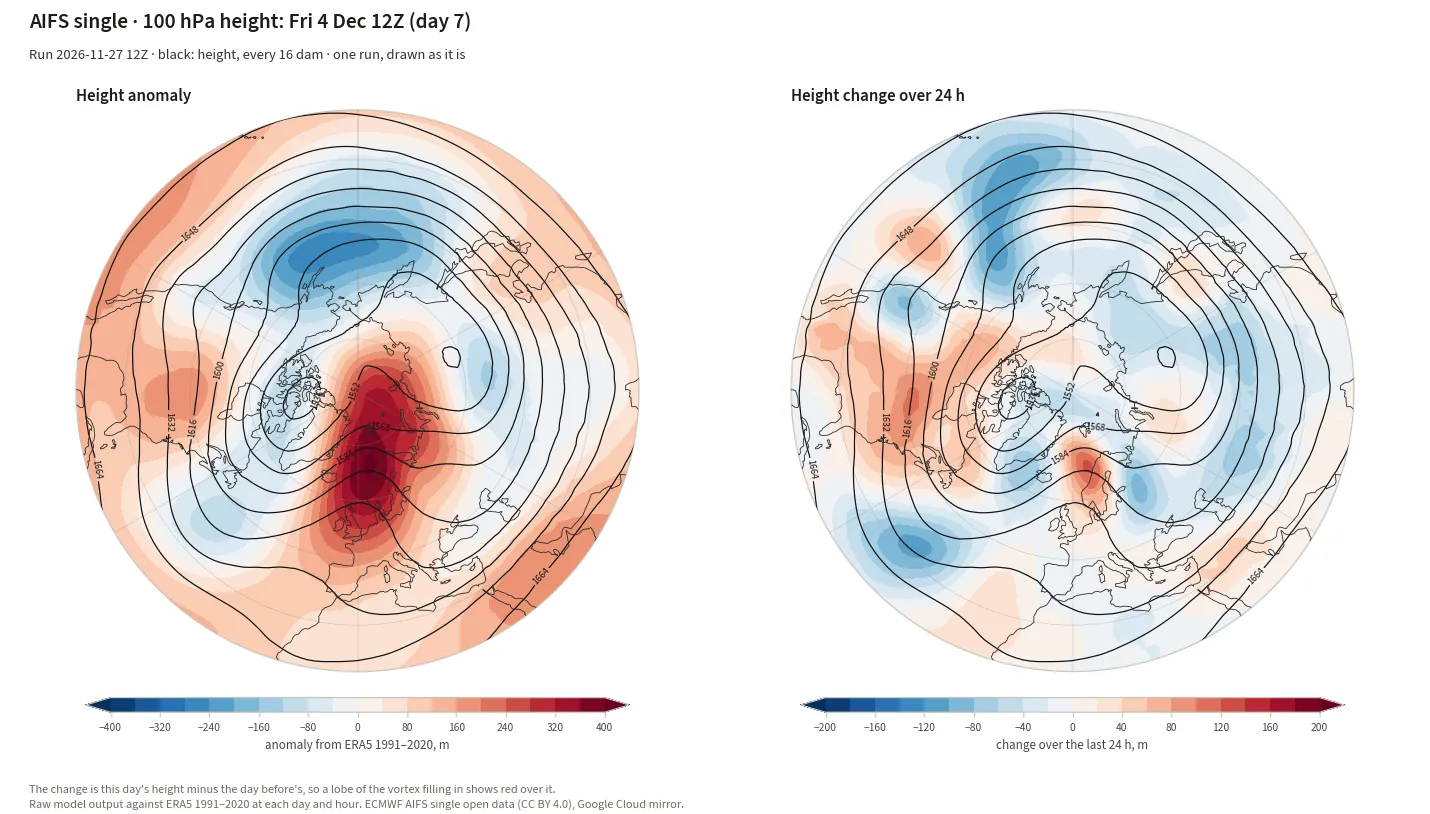 AIFS single · 100 hPa height: Fri 4 Dec 12Z (day 7)
Run 2026-11-27 12Z · black: height, every 16 dam · one run, drawn as it is
Height anomaly
Height change over 24 h
1648
1600
1552
1632
1616
1568
1584
1664
1664
1648
1600
1552
1632
1616
1568
1584
1664
1664
−400 −320 −240 −160 −80 0 80 160 240 320 400
anomaly from ERA5 1991–2020, m
−200 −160 −120 −80 −40 0 40 80 120 160 200
change over the last 24 h, m
The change is this day's height minus the day before's, so a lobe of the vortex filling in shows red over it.
Raw model output against ERA5 1991–2020 at each day and hour. ECMWF AIFS single open data (CC BY 4.0), Google Cloud mirror.